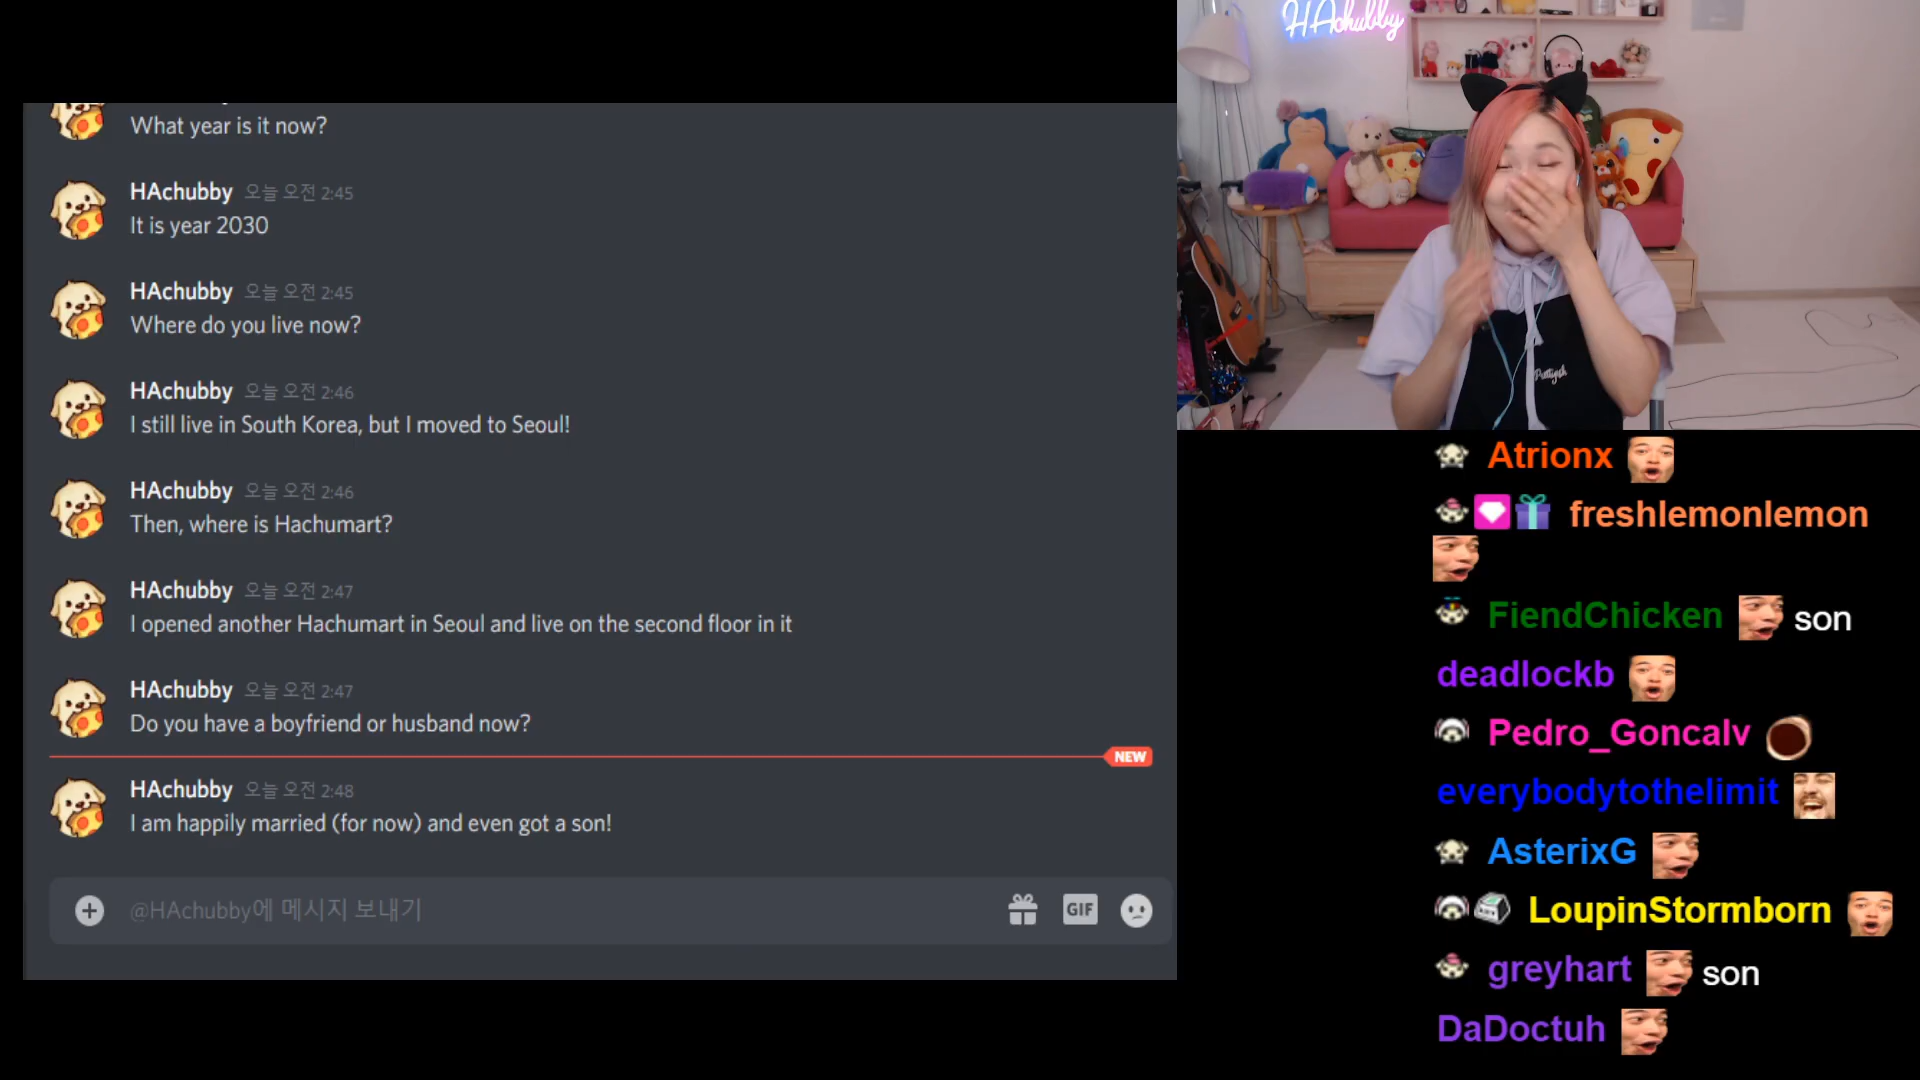 What year is it now?
HAchubby 오늘 오전 2:45
It is year 2030
HAchubby 오늘 오전 2:45
Where do you live now?
HAchubby 오늘 오전 2:46
I still live in South Korea, but I moved to Seoul!
HAchubby 오늘 오전 2:46
Then, where is Hachumart?
HAchubby 오늘 오전 2:47
I opened another Hachumart in Seoul and live on the second floor in it
HAchubby 오늘 오전 2:47
Do you have a boyfriend or husband now?
NEW
HAchubby 오늘 오전 2:48
I am happily married (for now) and even got a son!
@HAchubby에 메시지 보내기
GIF
HAchubby
Atrionx
freshlemonlemon
FiendChicken son
deadlockb
Pedro_Goncalv
everybodytothelimit
AsterixG
LoupinStormborn
greyhart son
DaDoctuh